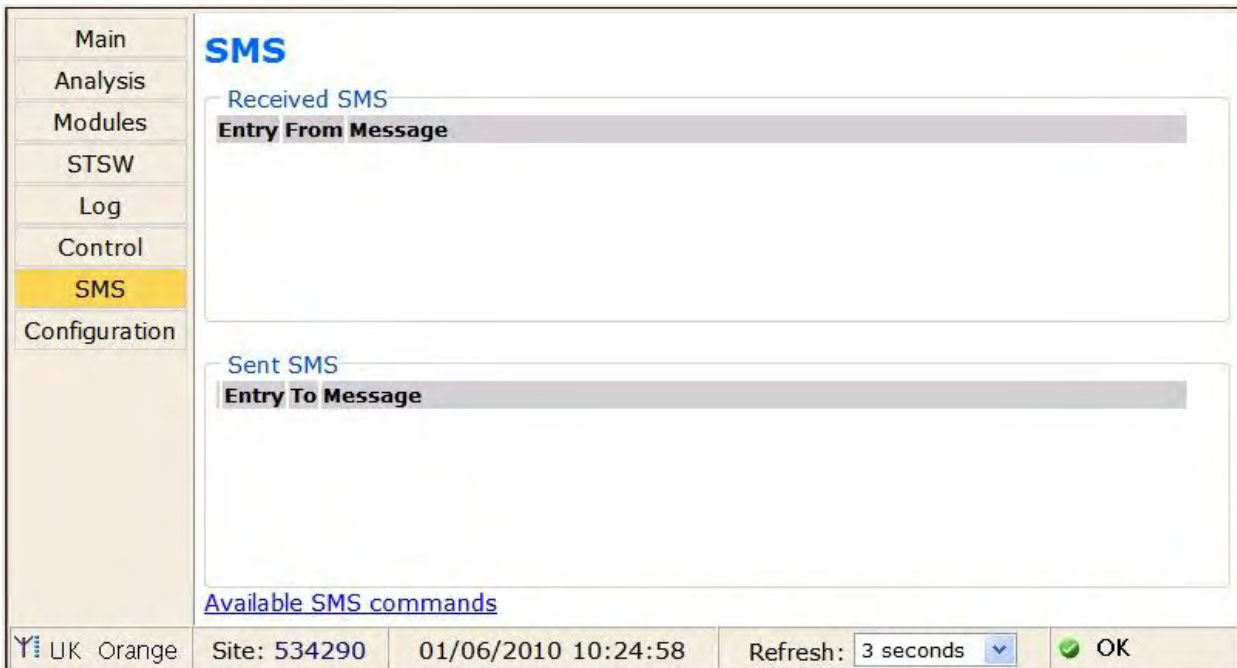 Main
Analysis
Modules
STSW
Log
Control
SMS
Configuration
SMS
Received SMS
Entry From Message
Sent SMS
Entry To Message
Available SMS commands
UK Orange
Site: 534290
01/06/2010 10:24:58
Refresh: 3 seconds
OK